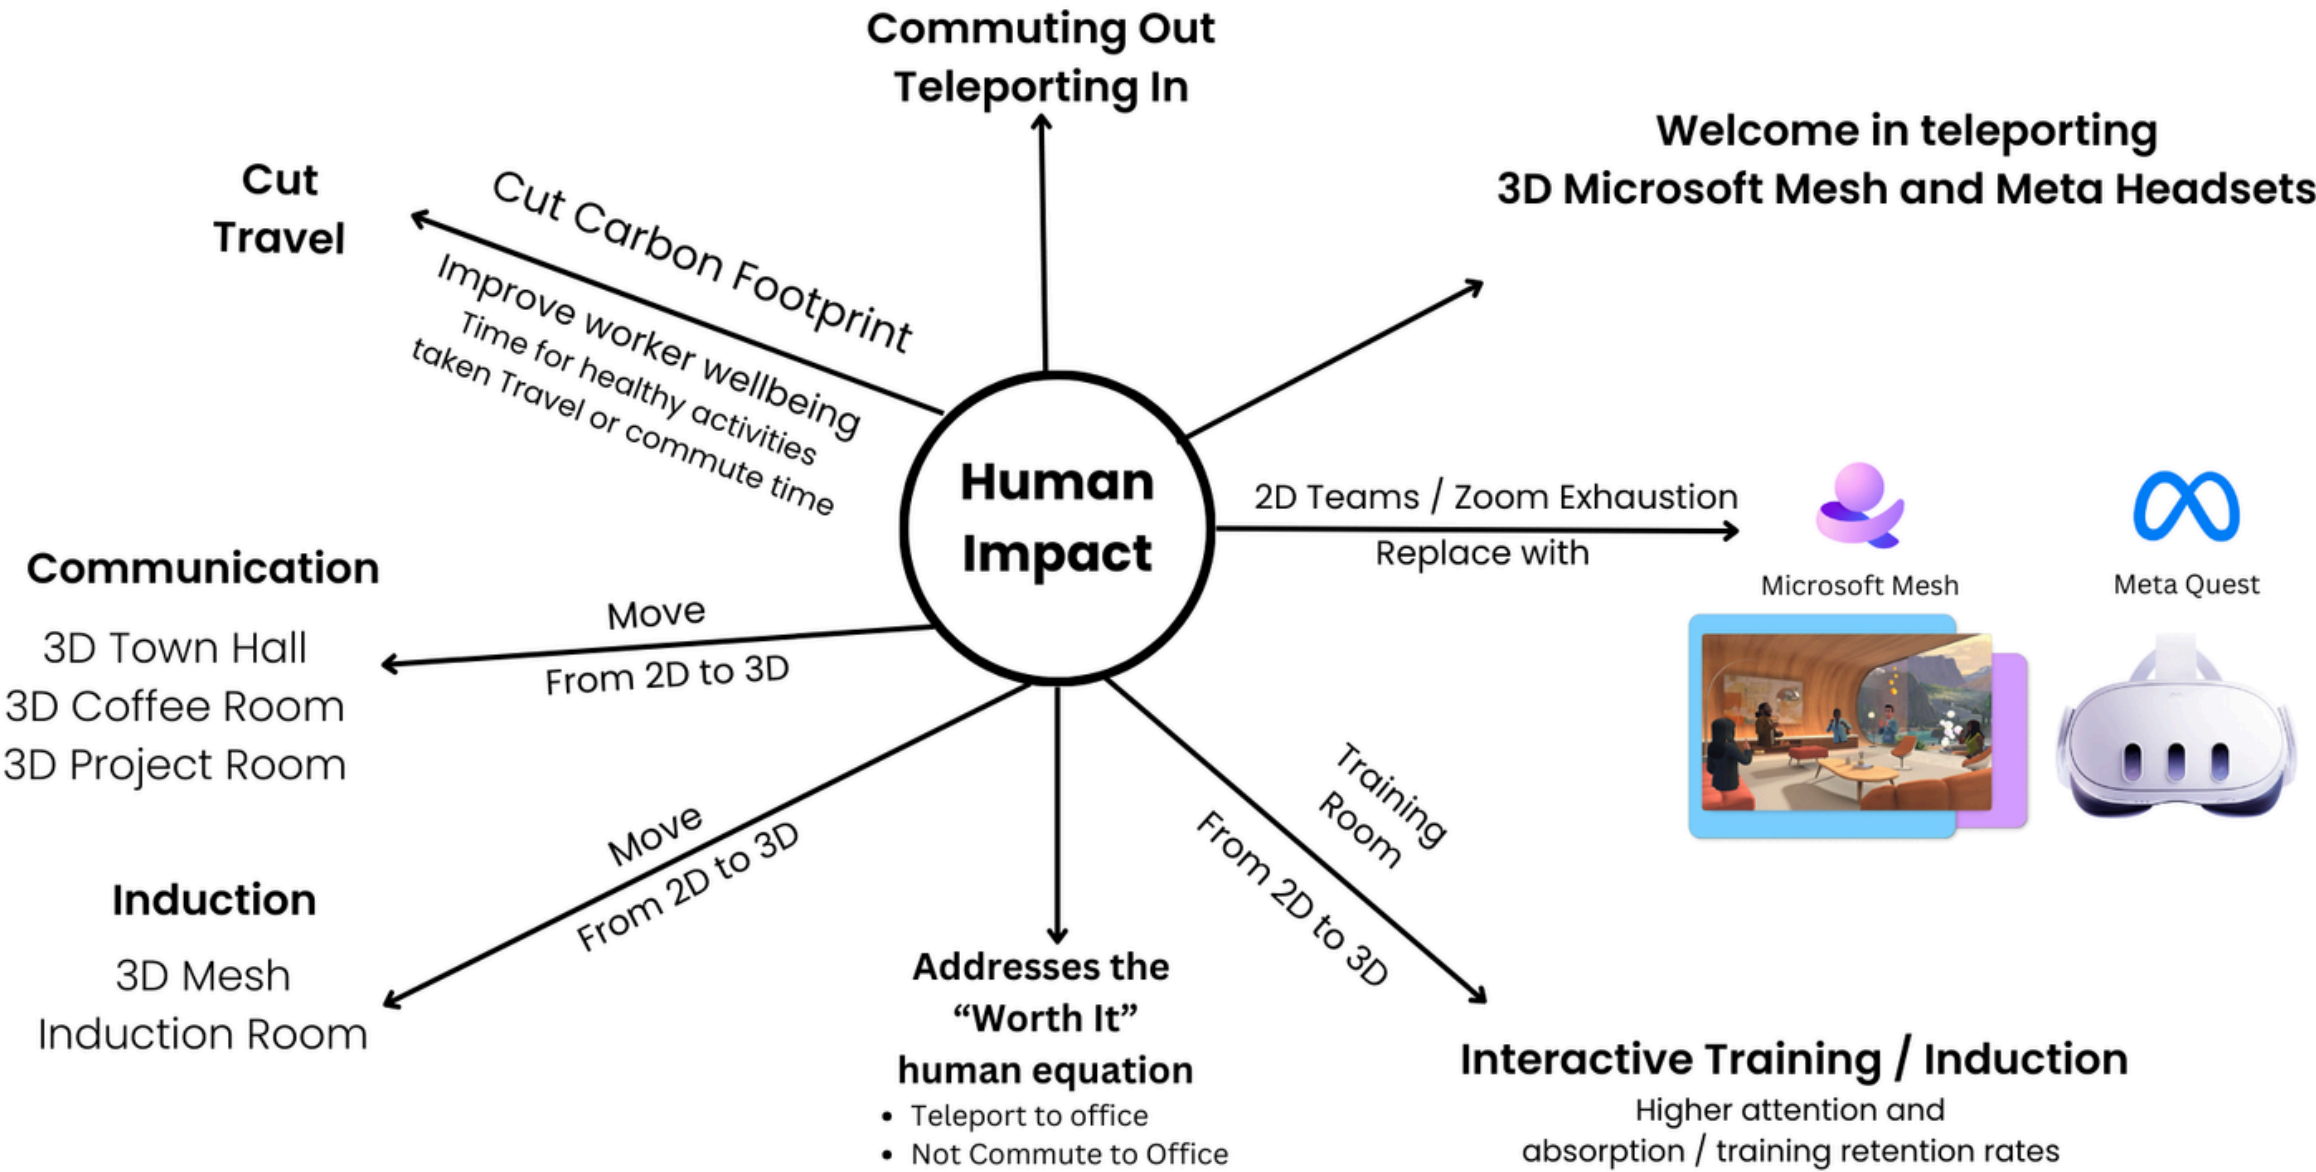 Commuting Out
Teleporting In
Welcome in teleporting
3D Microsoft Mesh and Meta Headsets
Cut
Travel
Cut Carbon Footprint
Improve worker wellbeing
Time for healthy activities
taken Travel or commute time
Human
Impact
2D Teams / Zoom Exhaustion
Replace with
Microsoft Mesh
Meta Quest
Communication
3D Town Hall
3D Coffee Room
3D Project Room
Move
From 2D to 3D
Induction
3D Mesh
Induction Room
Move
From 2D to 3D
Addresses the
“Worth It”
human equation
• Teleport to office
• Not Commute to Office
Training
Room
From 2D to 3D
Interactive Training / Induction
Higher attention and
absorption / training retention rates